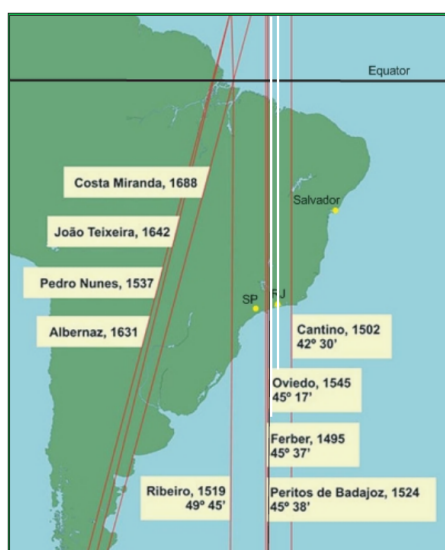 Equator
Costa Miranda, 1688
Salvador
João Teixeira, 1642
Pedro Nunes, 1537
SP
RJ
Albernaz, 1631
Cantino, 1502
42º 30’
Oviedo, 1545
45º 17’
Ferber, 1495
45º 37’
Ribeiro, 1519
49º 45’
Peritos de Badajoz, 1524
45º 38’